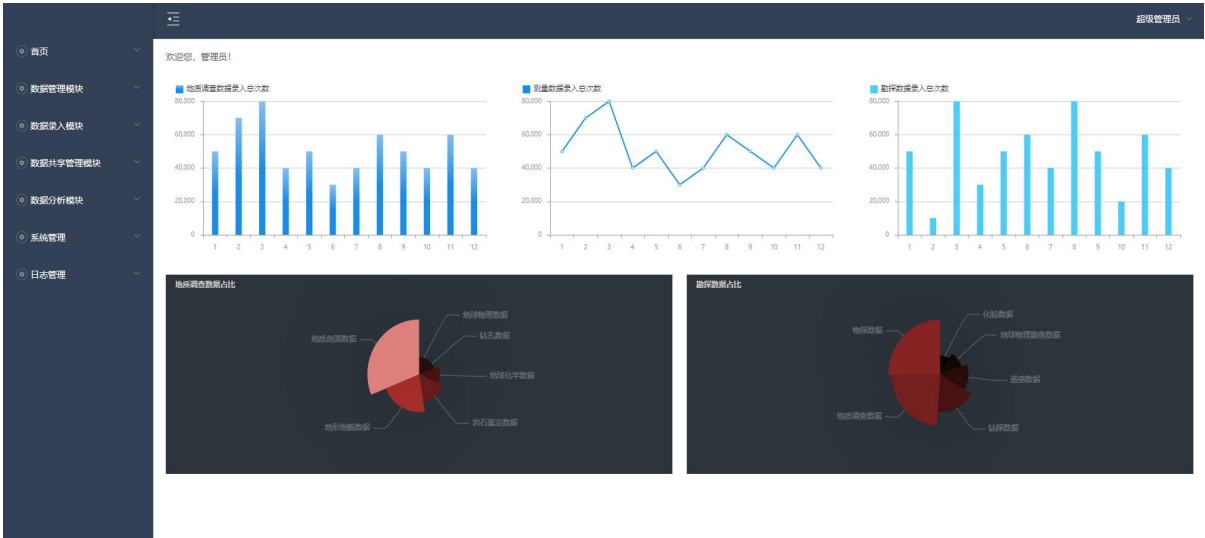 超级管理员
首页
数据管理模块
数据录入模块
数据共享管理模块
数据分析模块
系统管理
日志管理
欢迎您，管理员！
地质调查数据录入总次数
80,000
60,000
40,000
20,000
0
1 2 3 4 5 6 7 8 9 10 11 12
测量数据录入总次数
80,000
60,000
40,000
20,000
0
1 2 3 4 5 6 7 8 9 10 11 12
勘探数据录入总次数
80,000
60,000
40,000
20,000
0
1 2 3 4 5 6 7 8 9 10 11 12
地质调查数据占比
地球物理数据
钻孔数据
地质剖面数据
地球化学数据
岩石鉴定数据
地形地貌数据
勘探数据占比
化验数据
物探数据
地球物理勘查数据
遥感数据
地质调查数据
钻探数据